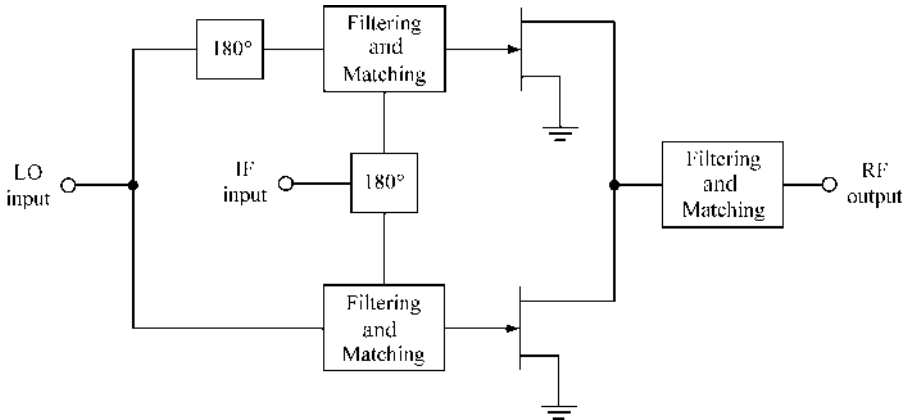 180°
Filtering
and
Matching
LO
input
IF
input
180°
Filtering
and
Matching
RF
output
Filtering
and
Matching